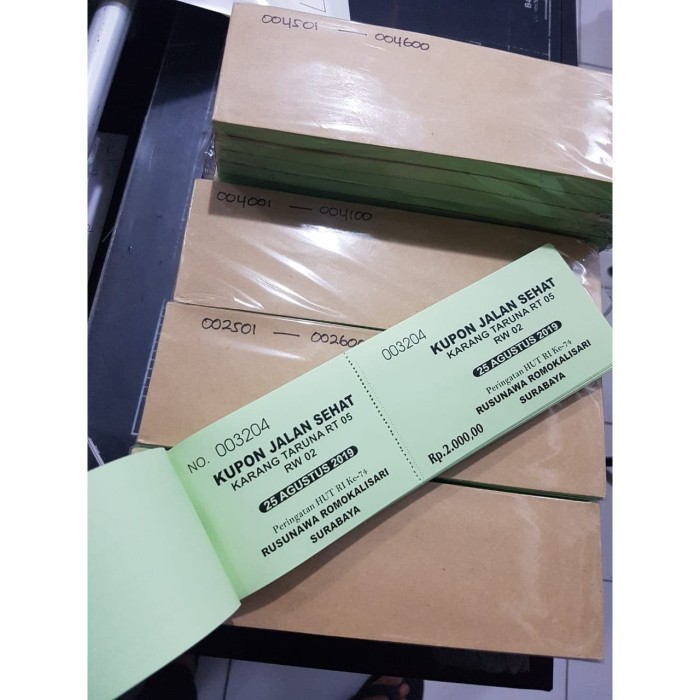 004501 — 004600
004001 — 004100
002501 — 002600
NO. 003204
KUPON JALAN SEHAT
KARANG TARUNA RT 05
RW 02
25 AGUSTUS 2019
Peringatan HUT RI Ke-74
RUSUNAWA ROMOKALISARI
SURABAYA
003204
KUPON JALAN SEHAT
KARANG TARUNA RT 05
RW 02
25 AGUSTUS 2019
Peringatan HUT RI Ke-74
RUSUNAWA ROMOKALISARI
SURABAYA
Rp.2.000,00